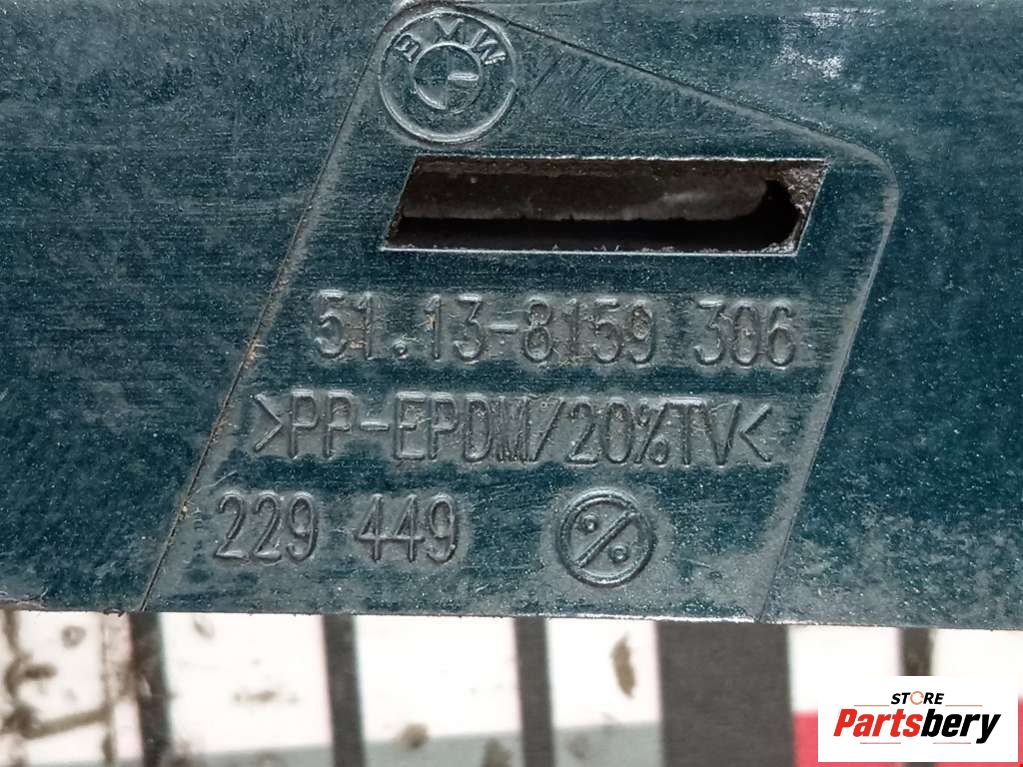 BMW
51.13-8159 306
>PP-EPDM/20%TV<
229 449
STORE
Partsbery